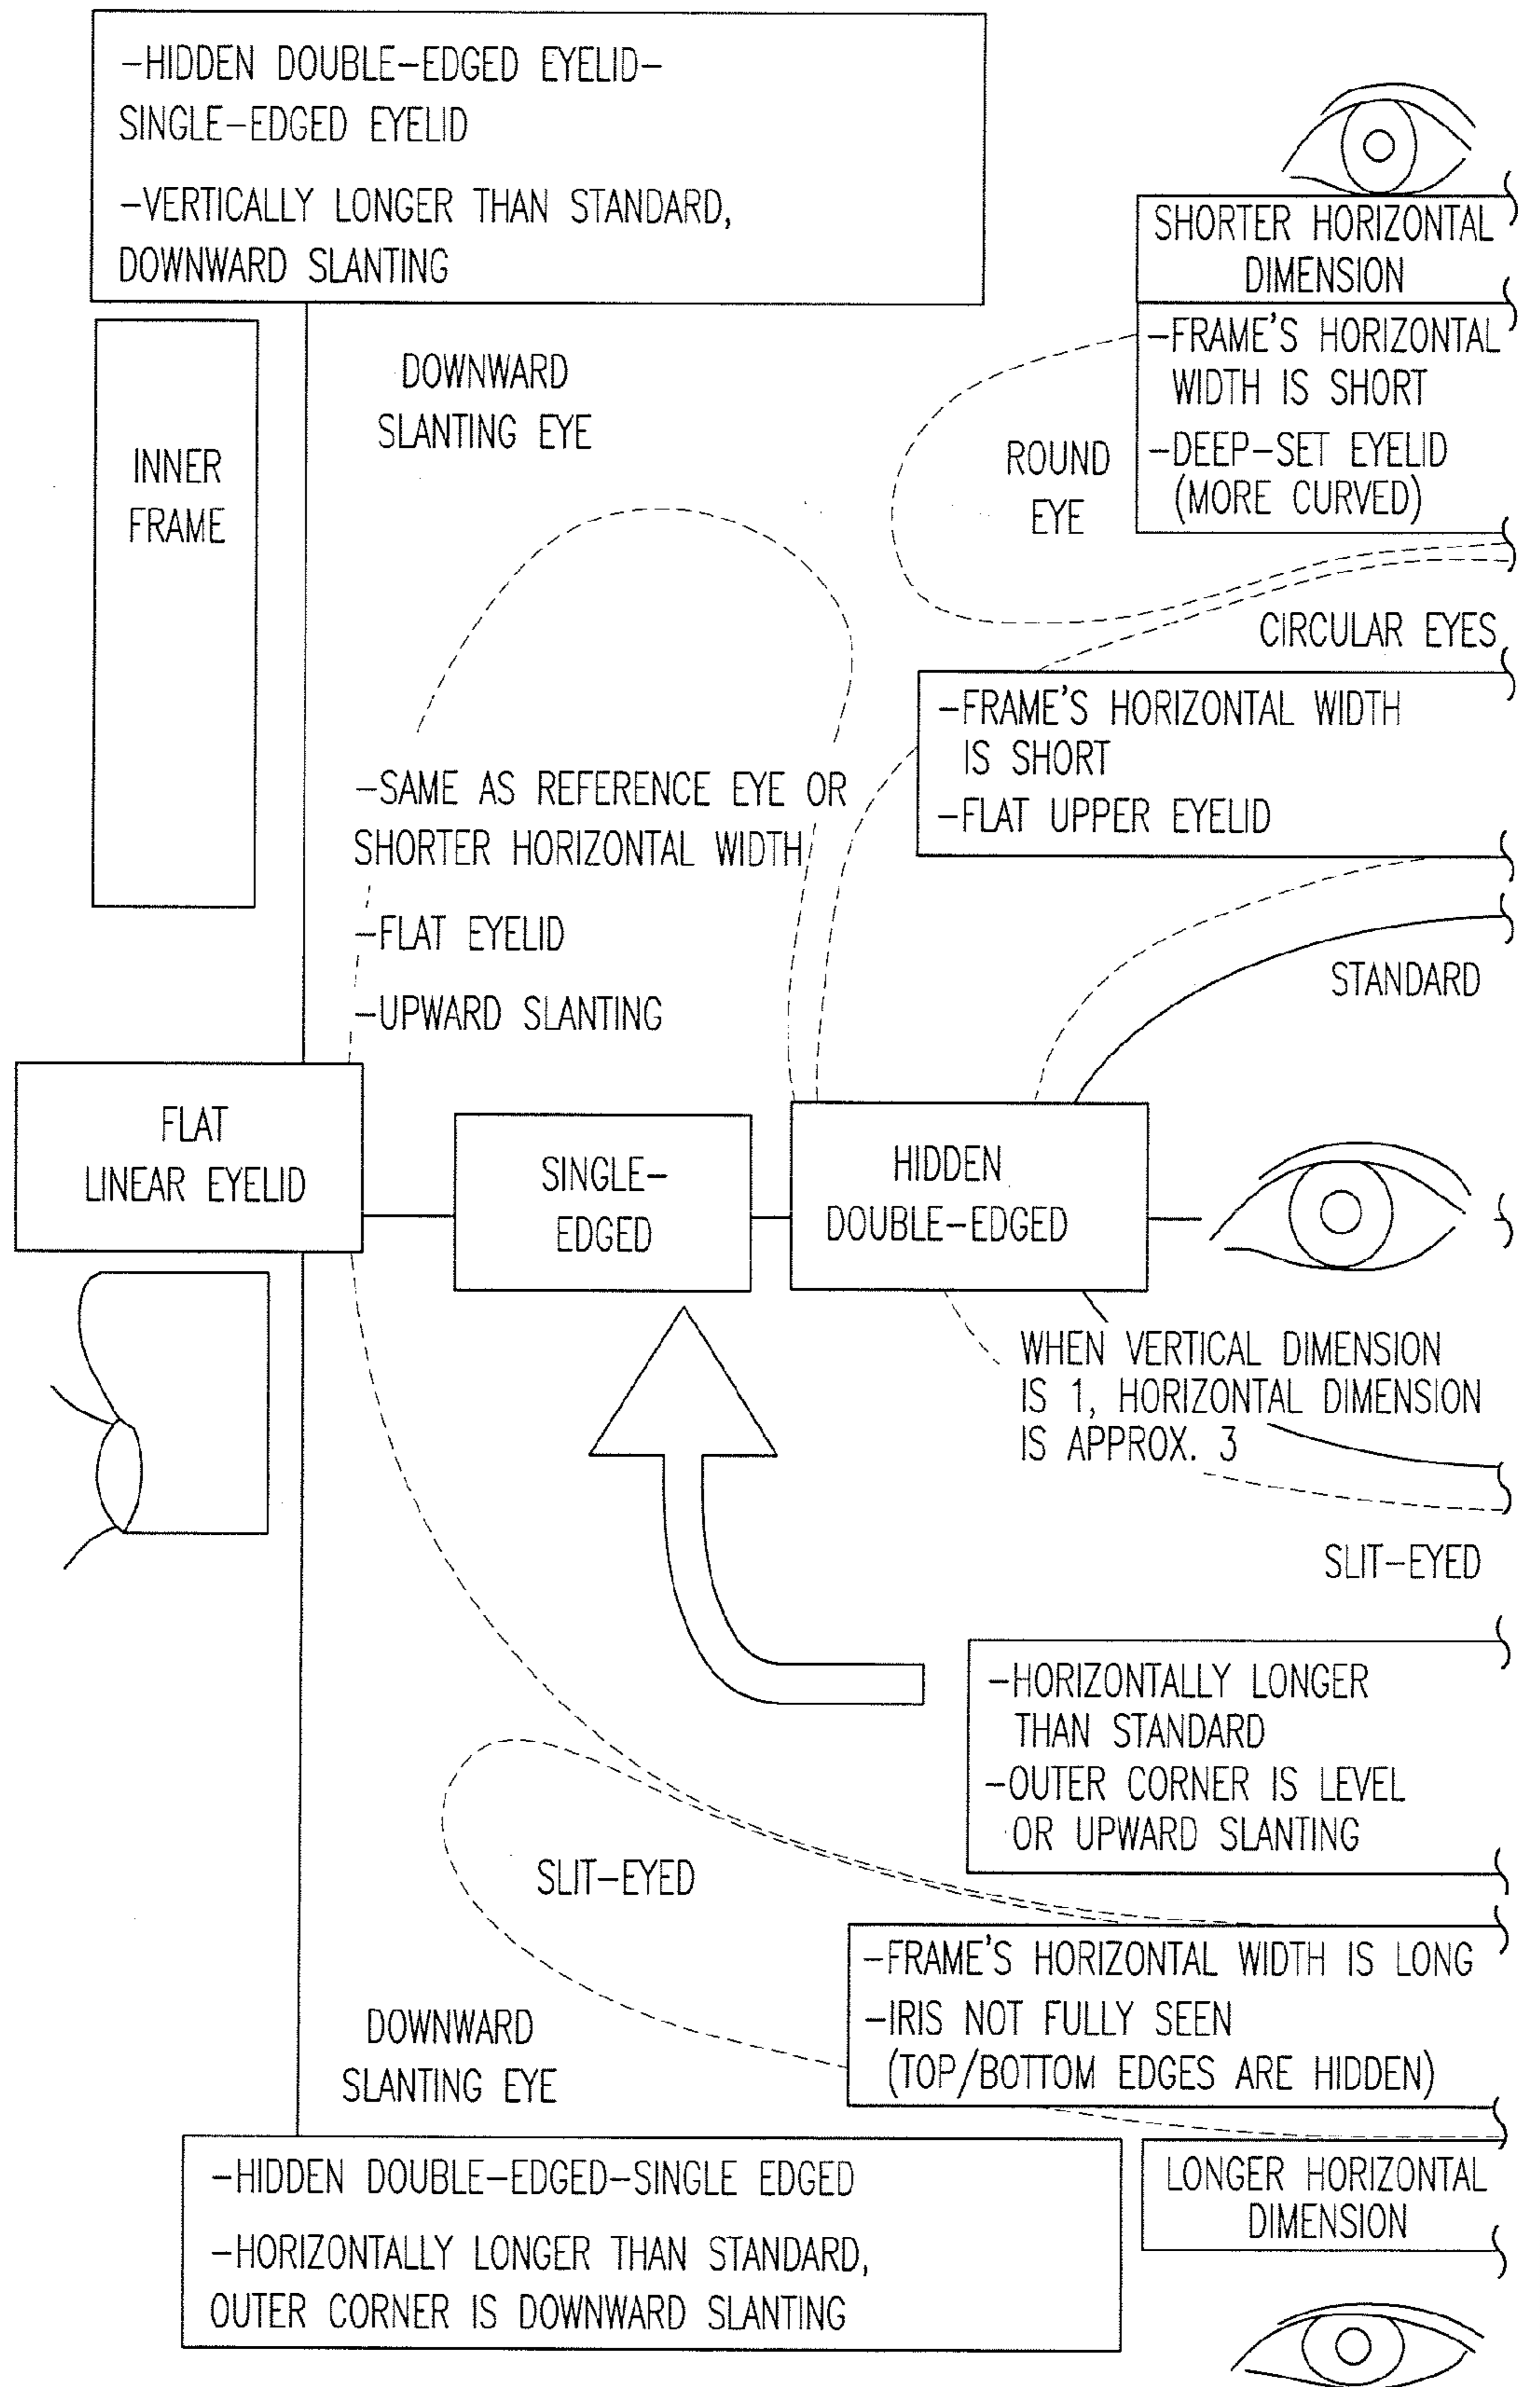 -HIDDEN DOUBLE-EDGED EYELID-
SINGLE-EDGED EYELID
-VERTICALLY LONGER THAN STANDARD,
DOWNWARD SLANTING
SHORTER HORIZONTAL
DIMENSION
-FRAME'S HORIZONTAL
WIDTH IS SHORT
-DEEP-SET EYELID
(MORE CURVED)
DOWNWARD
SLANTING EYE
INNER
FRAME
ROUND
EYE
CIRCULAR EYES
-FRAME'S HORIZONTAL WIDTH
IS SHORT
-FLAT UPPER EYELID
-SAME AS REFERENCE EYE OR
SHORTER HORIZONTAL WIDTH
-FLAT EYELID
-UPWARD SLANTING
STANDARD
FLAT
LINEAR EYELID
SINGLE-
EDGED
HIDDEN
DOUBLE-EDGED
WHEN VERTICAL DIMENSION
IS 1, HORIZONTAL DIMENSION
IS APPROX. 3
SLIT-EYED
-HORIZONTALLY LONGER
THAN STANDARD
-OUTER CORNER IS LEVEL
OR UPWARD SLANTING
SLIT-EYED
-FRAME'S HORIZONTAL WIDTH IS LONG
-IRIS NOT FULLY SEEN
(TOP/BOTTOM EDGES ARE HIDDEN)
DOWNWARD
SLANTING EYE
-HIDDEN DOUBLE-EDGED-SINGLE EDGED
-HORIZONTALLY LONGER THAN STANDARD,
OUTER CORNER IS DOWNWARD SLANTING
LONGER HORIZONTAL
DIMENSION